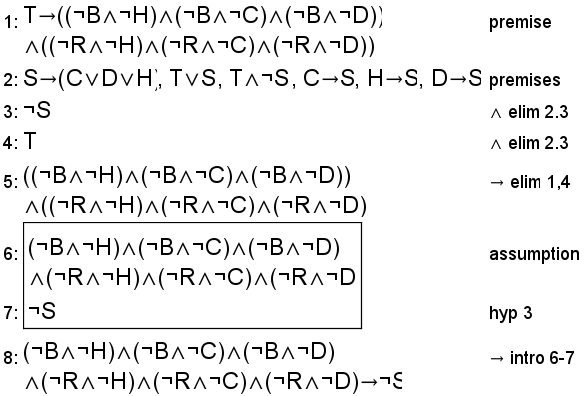 1: T→((¬B∧¬H)∧(¬B∧¬C)∧(¬B∧¬D)) premise
∧((¬R∧¬H)∧(¬R∧¬C)∧(¬R∧¬D))
2: S→(C∨D∨H), T∨S, T∧¬S, C→S, H→S, D→S premises
3: ¬S ∧ elim 2.3
4: T ∧ elim 2.3
5: ((¬B∧¬H)∧(¬B∧¬C)∧(¬B∧¬D)) → elim 1,4
∧((¬R∧¬H)∧(¬R∧¬C)∧(¬R∧¬D)
6: (¬B∧¬H)∧(¬B∧¬C)∧(¬B∧¬D) assumption
∧(¬R∧¬H)∧(¬R∧¬C)∧(¬R∧¬D
7: ¬S hyp 3
8: (¬B∧¬H)∧(¬B∧¬C)∧(¬B∧¬D) → intro 6-7
∧(¬R∧¬H)∧(¬R∧¬C)∧(¬R∧¬D)→¬S